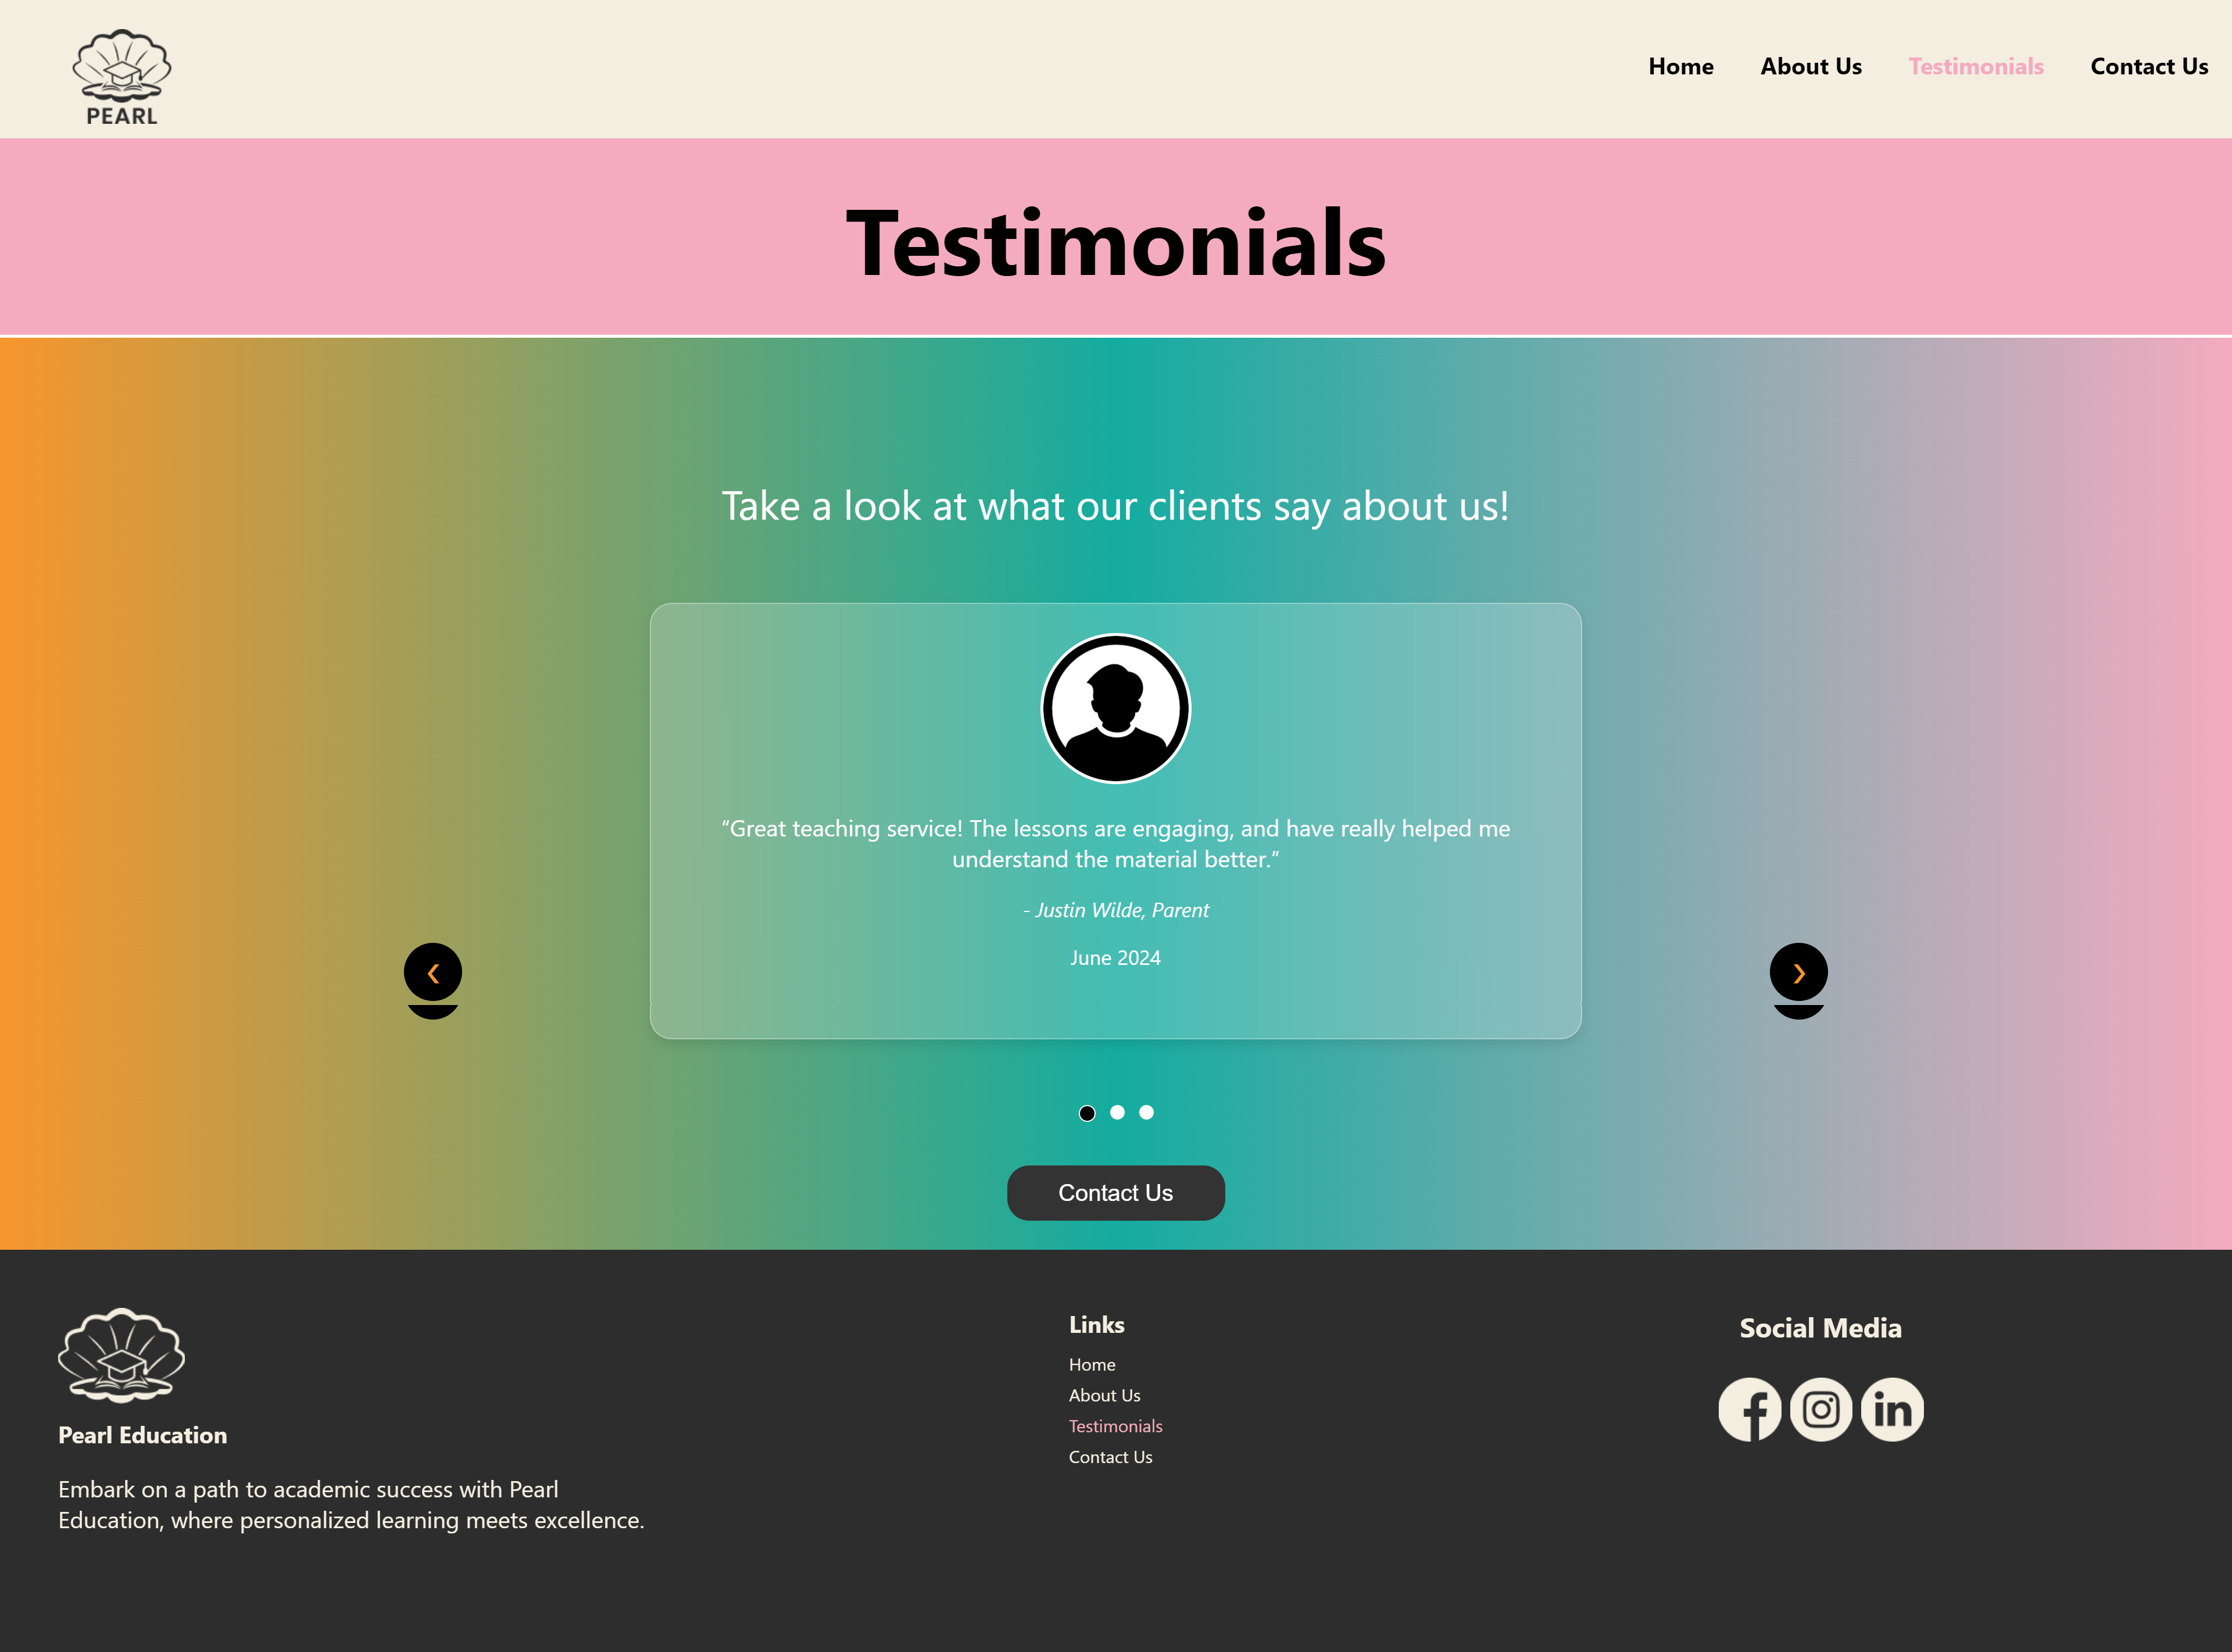 PEARL
Home
About Us
Testimonials
Contact Us
Testimonials
Take a look at what our clients say about us!
“Great teaching service! The lessons are engaging, and have really helped me
understand the material better.”
- Justin Wilde, Parent
June 2024
‹
›
Contact Us
Pearl Education
Embark on a path to academic success with Pearl
Education, where personalized learning meets excellence.
Links
Home
About Us
Testimonials
Contact Us
Social Media
f
in